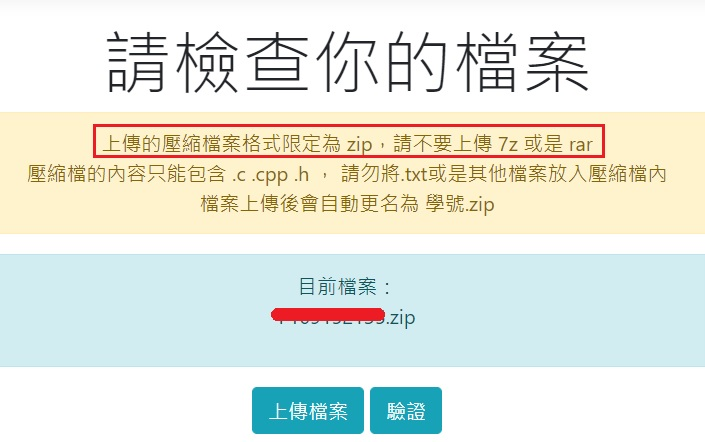 請檢查你的檔案
上傳的壓縮檔案格式限定為 zip，請不要上傳 7z 或是 rar
壓縮檔的內容只能包含 .c .cpp .h ， 請勿將.txt或是其他檔案放入壓縮檔內
檔案上傳後會自動更名為 學號.zip
目前檔案：
.zip
上傳檔案
驗證